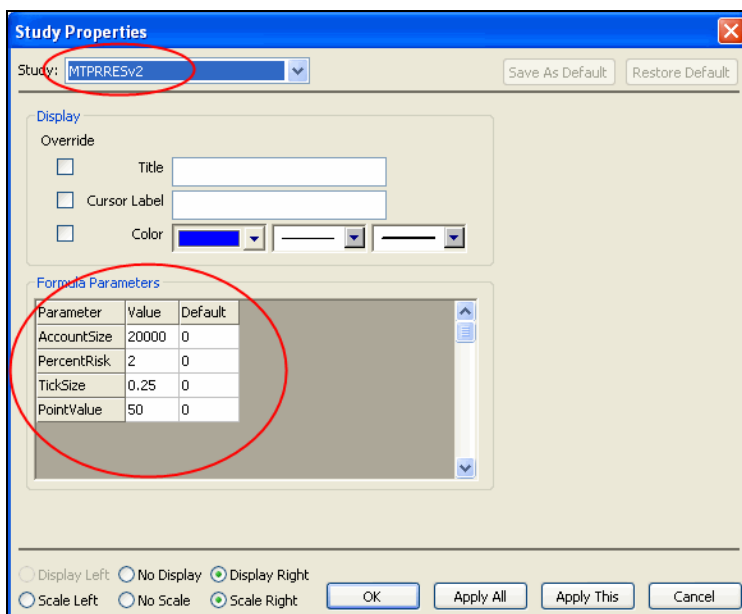 Study Properties
Study: MTPRRESv2
Save As Default Restore Default
Display
Override
Title
Cursor Label
Color
Formula Parameters
Parameter Value Default
AccountSize 20000 0
PercentRisk 2 0
TickSize 0.25 0
PointValue 50 0
Display Left No Display Display Right
Scale Left No Scale Scale Right OK Apply All Apply This Cancel